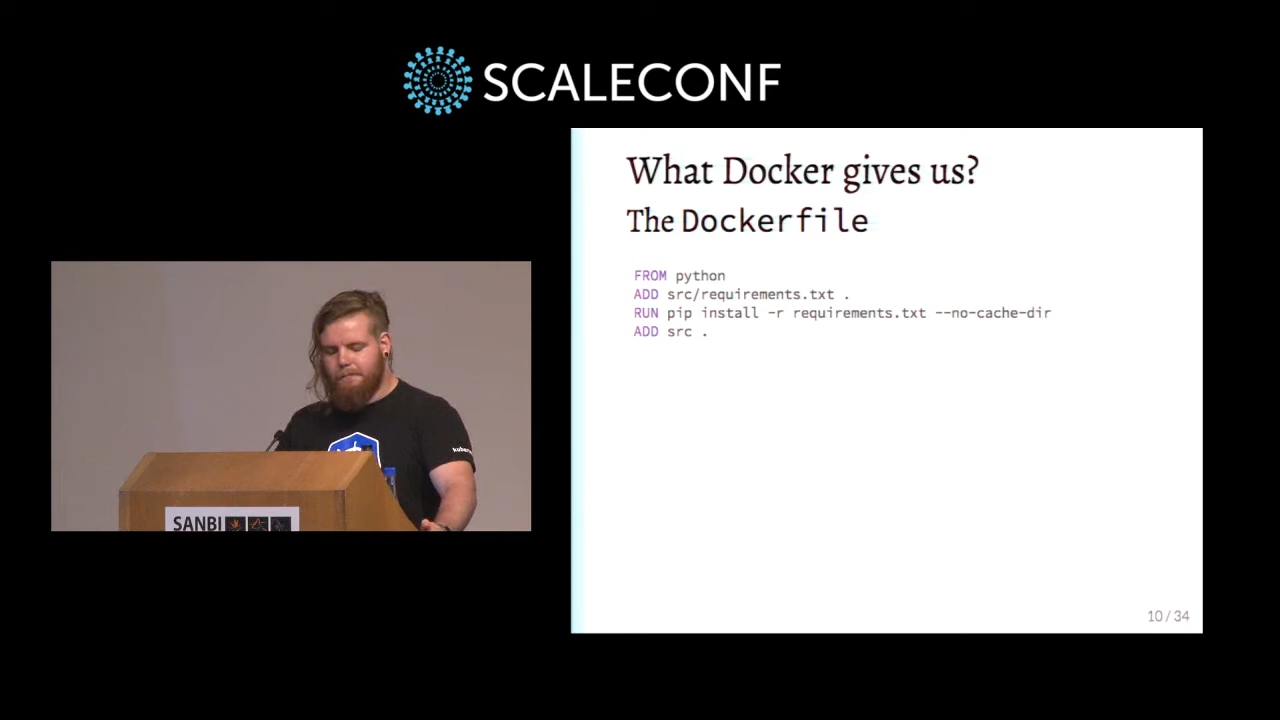 SCALECONF
What Docker gives us?
The Dockerfile
FROM python
ADD src/requirements.txt .
RUN pip install -r requirements.txt --no-cache-dir
ADD src .
SANBI
10 / 34